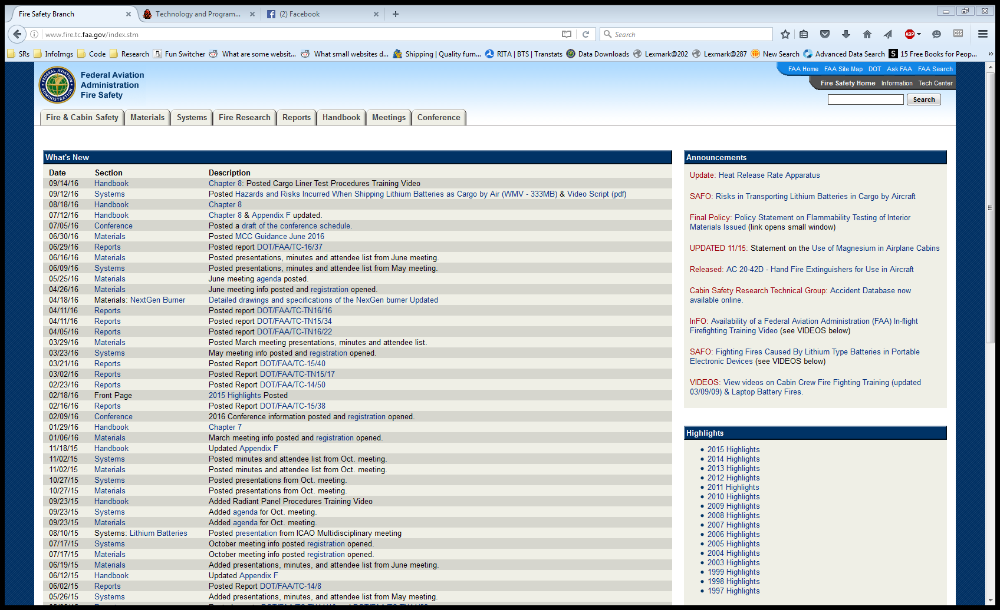 Fire Safety Branch
Technology and Program...
(2) Facebook
www.fire.tc.faa.gov/index.stm
Search
ABP
CSS
SRs InfoImgs Code Research Fun Switcher What are some websit... What small websites d... Shipping | Quality furn... RITA | BTS | Transtats Data Downloads Lexmark@202 Lexmark@287 New Search Advanced Data Search 15 Free Books for Peop...
Federal Aviation
Administration
Fire Safety
FAA Home FAA Site Map DOT Ask FAA FAA Search
Fire Safety Home Information Tech Center
Search
Fire & Cabin Safety Materials Systems Fire Research Reports Handbook Meetings Conference
What's New
Date Section Description
09/14/16 Handbook Chapter 8: Posted Cargo Liner Test Procedures Training Video
09/12/16 Systems Posted Hazards and Risks Incurred When Shipping Lithium Batteries as Cargo by Air (WMV - 333MB) & Video Script (pdf)
08/18/16 Handbook Chapter 8
07/12/16 Handbook Chapter 8 & Appendix F updated.
07/05/16 Conference Posted a draft of the conference schedule.
06/30/16 Materials Posted MCC Guidance June 2016
06/29/16 Reports Posted report DOT/FAA/TC-16/37
06/16/16 Materials Posted presentations, minutes and attendee list from June meeting.
06/09/16 Systems Posted presentations, minutes and attendee list from May meeting.
05/25/16 Materials June meeting agenda posted.
04/26/16 Materials June meeting info posted and registration opened.
04/18/16 Materials: NextGen Burner Detailed drawings and specifications of the NexGen burner Updated
04/11/16 Reports Posted report DOT/FAA/TC-TN16/16
04/11/16 Reports Posted report DOT/FAA/TC-TN15/34
04/05/16 Reports Posted report DOT/FAA/TC-TN16/22
03/29/16 Materials Posted March meeting presentations, minutes and attendee list.
03/23/16 Systems May meeting info posted and registration opened.
03/21/16 Reports Posted Report DOT/FAA/TC-15/40
03/02/16 Reports Posted Report DOT/FAA/TC-TN15/17
02/23/16 Reports Posted Report DOT/FAA/TC-14/50
02/18/16 Front Page 2015 Highlights Posted
02/16/16 Reports Posted Report DOT/FAA/TC-15/38
02/09/16 Conference 2016 Conference information posted and registration opened.
01/29/16 Handbook Chapter 7
01/06/16 Materials March meeting info posted and registration opened.
11/18/15 Handbook Updated Appendix F
11/02/15 Systems Posted minutes and attendee list from Oct. meeting.
11/02/15 Materials Posted minutes and attendee list from Oct. meeting.
10/27/15 Systems Posted presentations from Oct. meeting.
10/27/15 Materials Posted presentations from Oct. meeting.
09/23/15 Handbook Added Radiant Panel Procedures Training Video
09/23/15 Systems Added agenda for Oct. meeting.
09/23/15 Materials Added agenda for Oct. meeting.
08/10/15 Systems: Lithium Batteries Posted presentation from ICAO Multidisciplinary meeting
07/17/15 Systems October meeting info posted registration opened.
07/17/15 Materials October meeting info posted registration opened.
06/19/15 Materials Added presentations, minutes, and attendee list from June meeting.
06/12/15 Handbook Updated Appendix F
06/02/15 Reports Posted Report DOT/FAA/TC-14/8
05/26/15 Systems Added presentations, minutes, and attendee list from May meeting.
Announcements
Update: Heat Release Rate Apparatus
SAFO: Risks in Transporting Lithium Batteries in Cargo by Aircraft
Final Policy: Policy Statement on Flammability Testing of Interior
Materials Issued (link opens small window)
UPDATED 11/15: Statement on the Use of Magnesium in Airplane Cabins
Released: AC 20-42D - Hand Fire Extinguishers for Use in Aircraft
Cabin Safety Research Technical Group: Accident Database now
available online.
InFO: Availability of a Federal Aviation Administration (FAA) In-flight
Firefighting Training Video (see VIDEOS below)
SAFO: Fighting Fires Caused By Lithium Type Batteries in Portable
Electronic Devices (see VIDEOS below)
VIDEOS: View videos on Cabin Crew Fire Fighting Training (updated
03/09/09) & Laptop Battery Fires.
Highlights
2015 Highlights
2014 Highlights
2013 Highlights
2012 Highlights
2011 Highlights
2010 Highlights
2009 Highlights
2008 Highlights
2007 Highlights
2006 Highlights
2005 Highlights
2004 Highlights
2003 Highlights
1999 Highlights
1998 Highlights
1997 Highlights